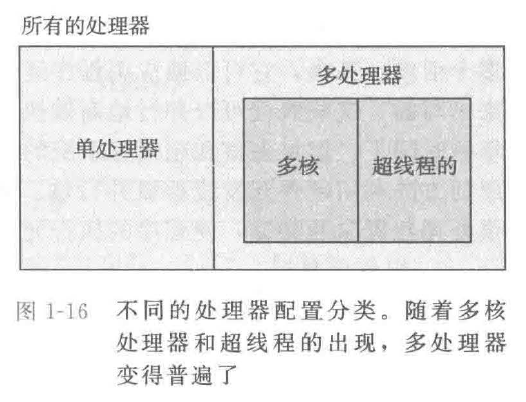 所有的处理器
多处理器
单处理器
多核
超线程的
图 1-16 不同的处理器配置分类。随着多核
处理器和超线程的出现，多处理器
变得普遍了